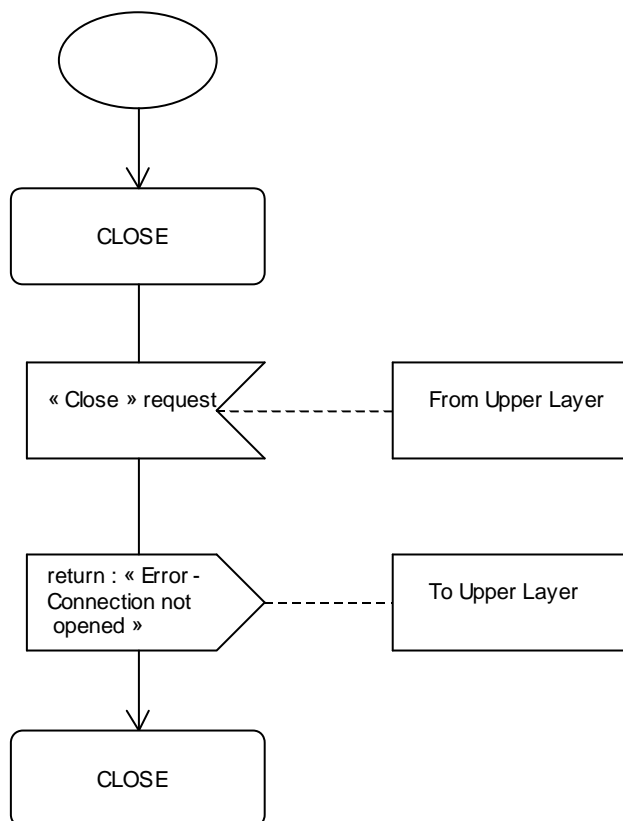 CLOSE
« Close » request
From Upper Layer
return : « Error -
Connection not
opened »
To Upper Layer
CLOSE